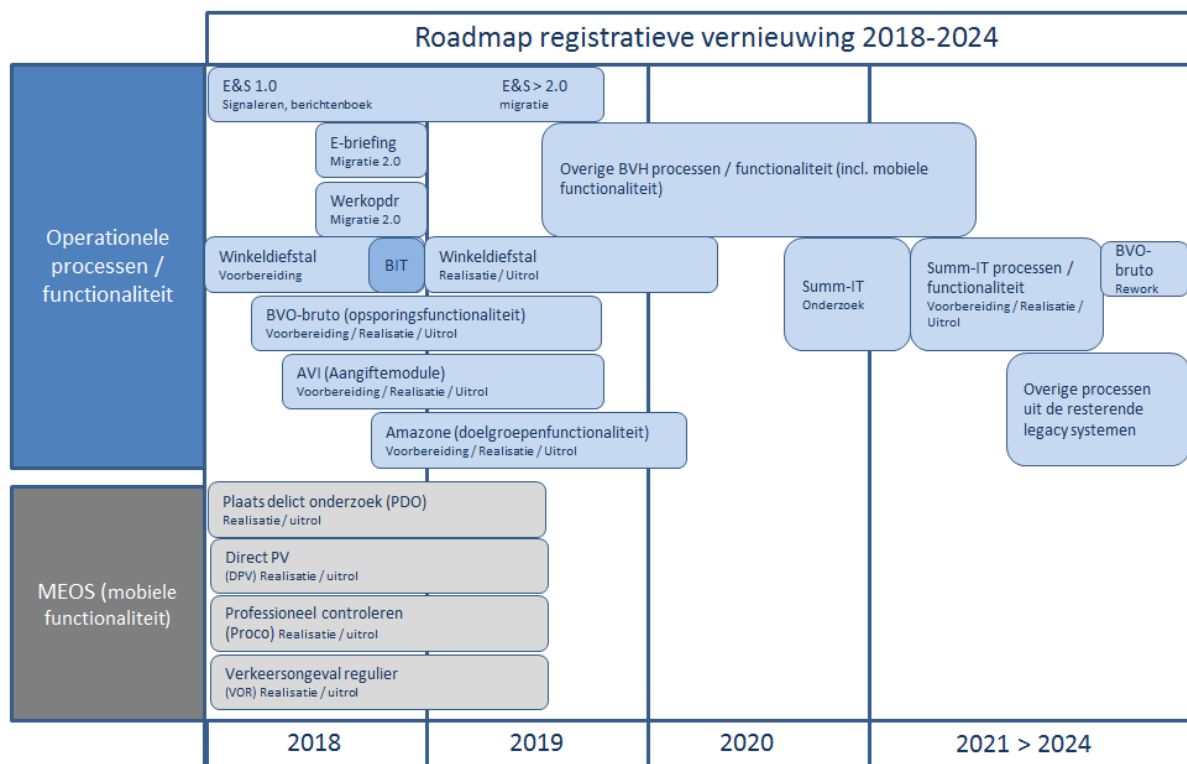 Roadmap registratieve vernieuwing 2018-2024
Operationele
processen /
functionaliteit
E&S 1.0
Signaleren, berichtenboek
E&S > 2.0
migratie
E-briefing
Migratie 2.0
Werkopdr
Migratie 2.0
Overige BVH processen / functionaliteit (incl. mobiele
functionaliteit)
Winkeldiefstal
Voorbereiding
BIT
Winkeldiefstal
Realisatie / Uitrol
Summ-IT
Onderzoek
Summ-IT processen /
functionaliteit
Voorbereiding / Realisatie /
Uitrol
BVO-
bruto
Rework
BVO-bruto (opsporingsfunctionaliteit)
Voorbereiding / Realisatie / Uitrol
AVI (Aangiftemodule)
Voorbereiding / Realisatie / Uitrol
Amazone (doelgroepenfunctionaliteit)
Voorbereiding / Realisatie / Uitrol
Overige processen
uit de resterende
legacy systemen
MEOS (mobiele
functionaliteit)
Plaats delict onderzoek (PDO)
Realisatie / uitrol
Direct PV
(DPV) Realisatie / uitrol
Professioneel controleren
(Proco) Realisatie / uitrol
Verkeersongeval regulier
(VOR) Realisatie / uitrol
2018
2019
2020
2021 > 2024